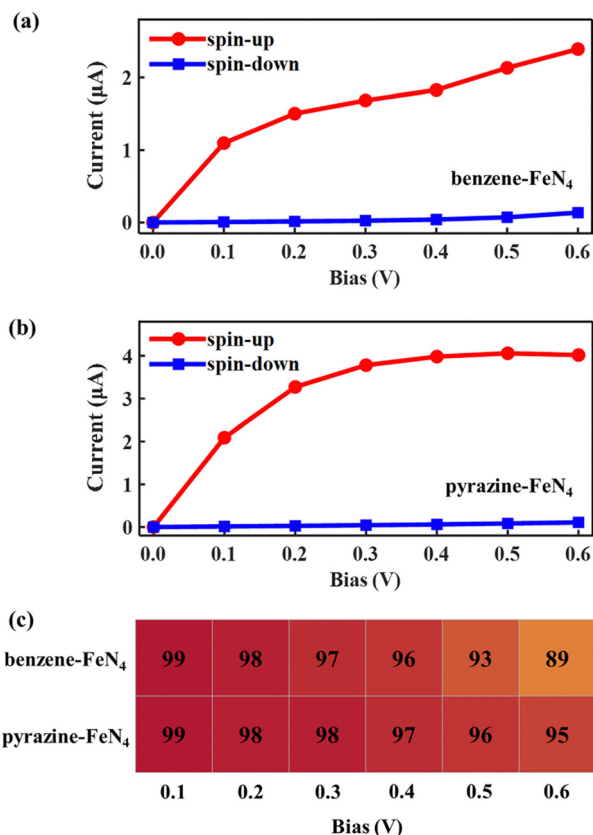 (a)
spin-up
spin-down
Current (μA)
2
1
0
benzene-FeN₄
0.0 0.1 0.2 0.3 0.4 0.5 0.6
Bias (V)
(b)
spin-up
spin-down
Current (μA)
4
3
2
1
0
pyrazine-FeN₄
0.0 0.1 0.2 0.3 0.4 0.5 0.6
Bias (V)
(c)
benzene-FeN₄ 99 98 97 96 93 89
pyrazine-FeN₄ 99 98 98 97 96 95
0.1 0.2 0.3 0.4 0.5 0.6
Bias (V)